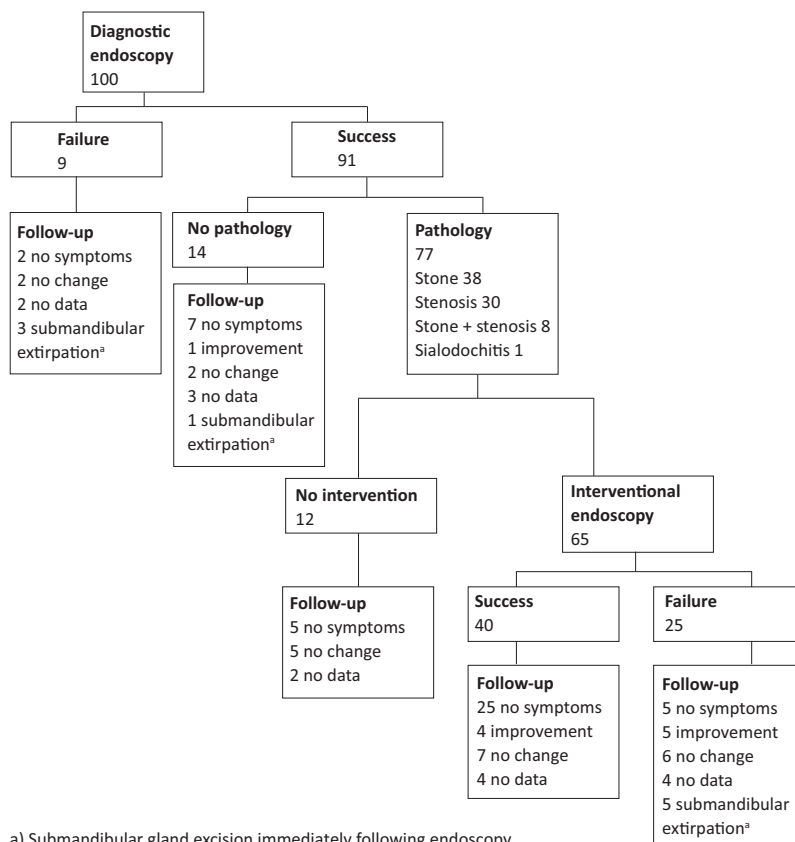 Diagnostic
endoscopy
100
Failure
9
Success
91
Follow-up
2 no symptoms
2 no change
2 no data
3 submandibular
extirpationᵃ
No pathology
14
Follow-up
7 no symptoms
1 improvement
2 no change
3 no data
1 submandibular
extirpationᵃ
Pathology
77
Stone 38
Stenosis 30
Stone + stenosis 8
Sialodochitis 1
No intervention
12
Follow-up
5 no symptoms
5 no change
2 no data
Interventional
endoscopy
65
Success
40
Follow-up
25 no symptoms
4 improvement
7 no change
4 no data
Failure
25
Follow-up
5 no symptoms
5 improvement
6 no change
4 no data
5 submandibular
extirpationᵃ
a) Submandibular gland excision immediately following endoscopy